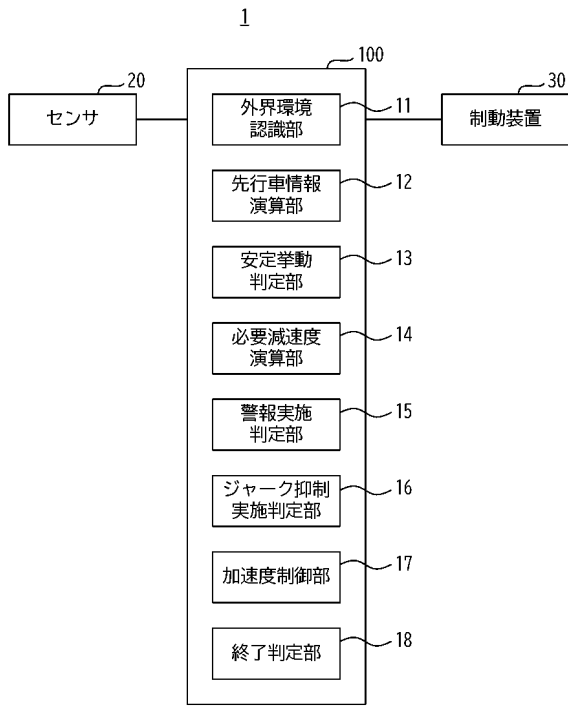 1
100
20
センサ
30
制動装置
外界環境
認識部
11
先行車情報
演算部
12
安定挙動
判定部
13
必要減速度
演算部
14
警報実施
判定部
15
ジャーク抑制
実施判定部
16
加速度制御部
17
終了判定部
18